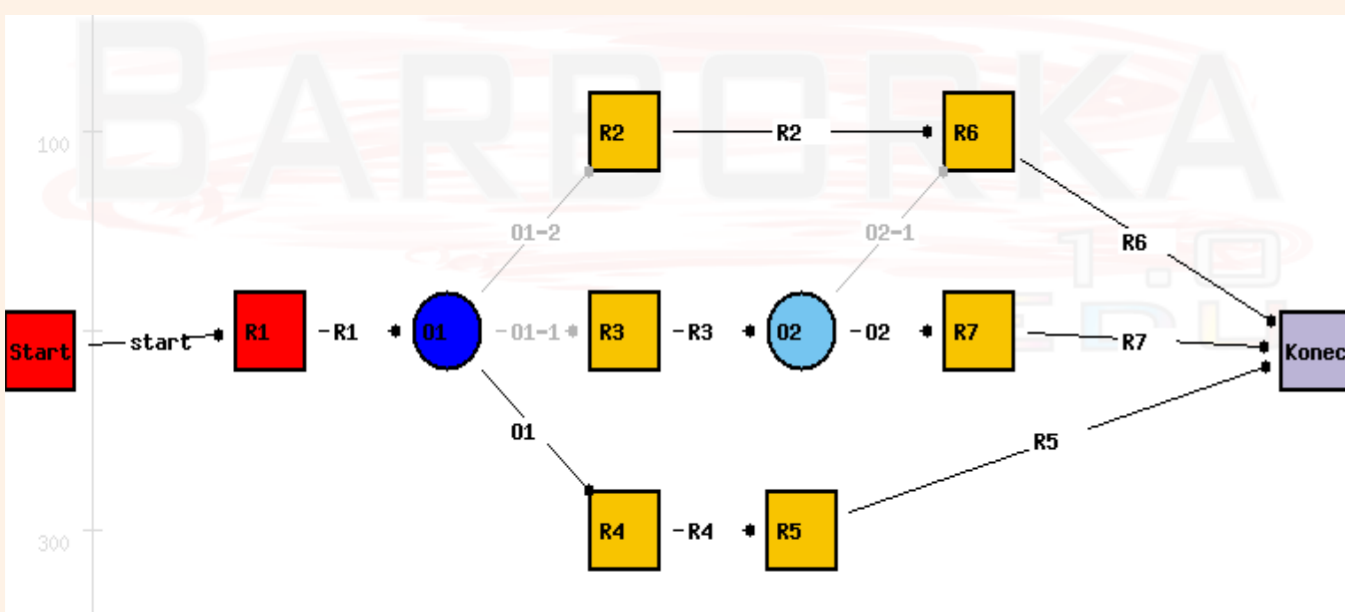 BARBORKA
1.0
EDU
100
300
R2
R2
R6
O1-2
O2-1
R6
Start
start
R1
-R1
O1
-O1-1
R3
-R3
O2
-O2
R7
R7
Konec
O1
R5
R4
-R4
R5